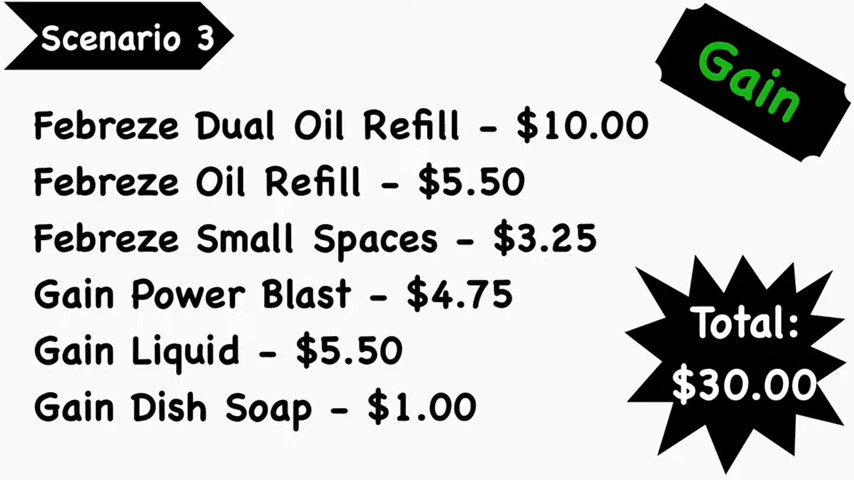 Scenario 3
Gain
Febreze Dual Oil Refill - $10.00
Febreze Oil Refill - $5.50
Febreze Small Spaces - $3.25
Gain Power Blast - $4.75
Gain Liquid - $5.50
Gain Dish Soap - $1.00
Total:
$30.00